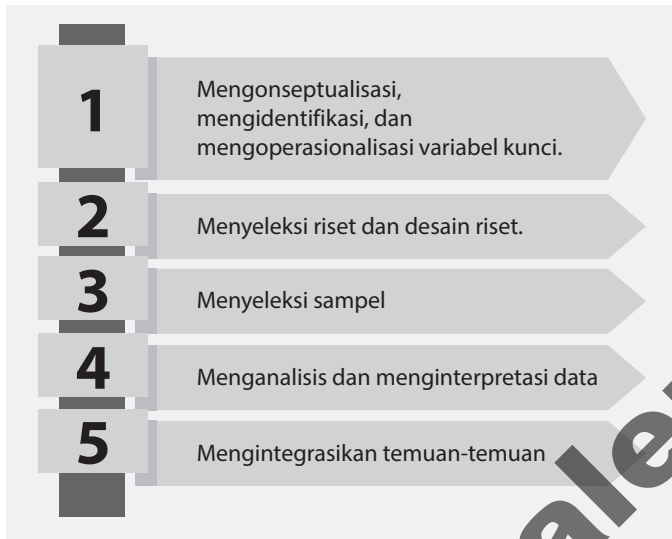 1
Mengonseptualisasi,
mengidentifikasi, dan
mengoperasionalisasi variabel kunci.
2
Menyeleksi riset dan desain riset.
3
Menyeleksi sampel
4
Menganalisis dan menginterpretasi data
5
Mengintegrasikan temuan-temuan